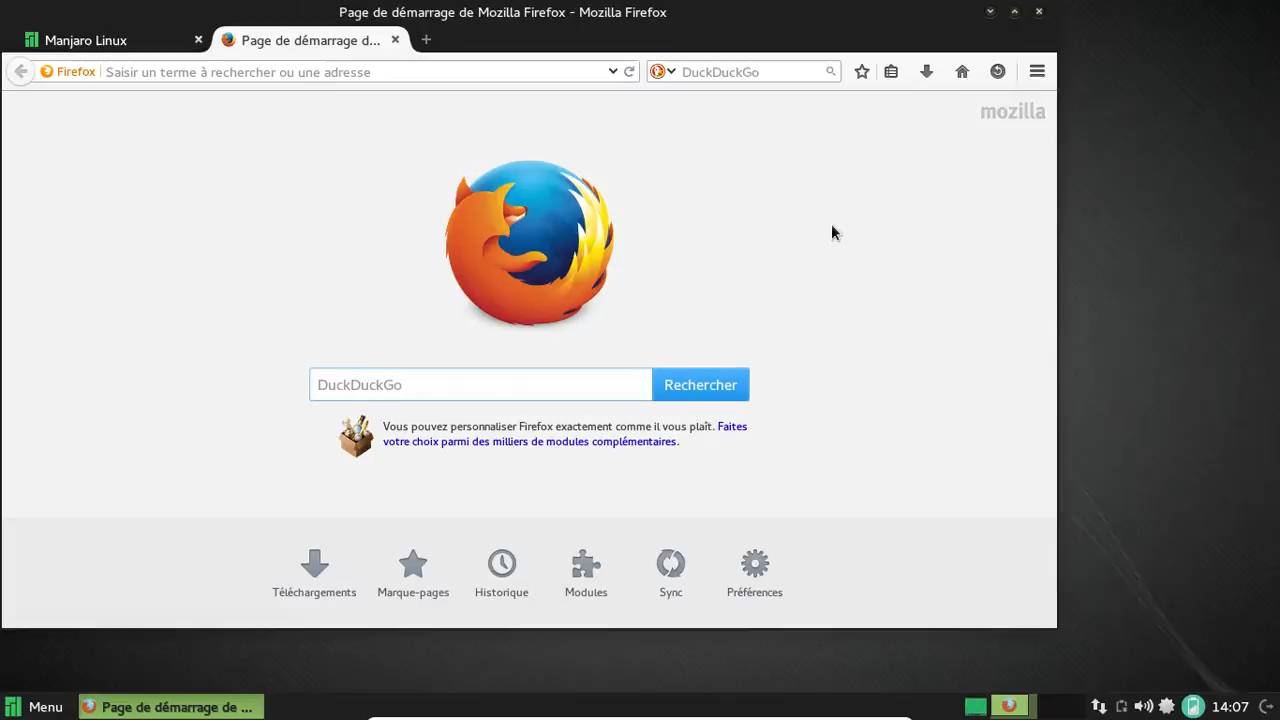 Page de démarrage de Mozilla Firefox - Mozilla Firefox
Manjaro Linux
Page de démarrage d...
Firefox
Saisir un terme à rechercher ou une adresse
DuckDuckGo
mozilla
DuckDuckGo
Rechercher
Vous pouvez personnaliser Firefox exactement comme il vous plaît. Faites
votre choix parmi des milliers de modules complémentaires.
Téléchargements
Marque-pages
Historique
Modules
Sync
Préférences
Menu
Page de démarrage de ...
14:07